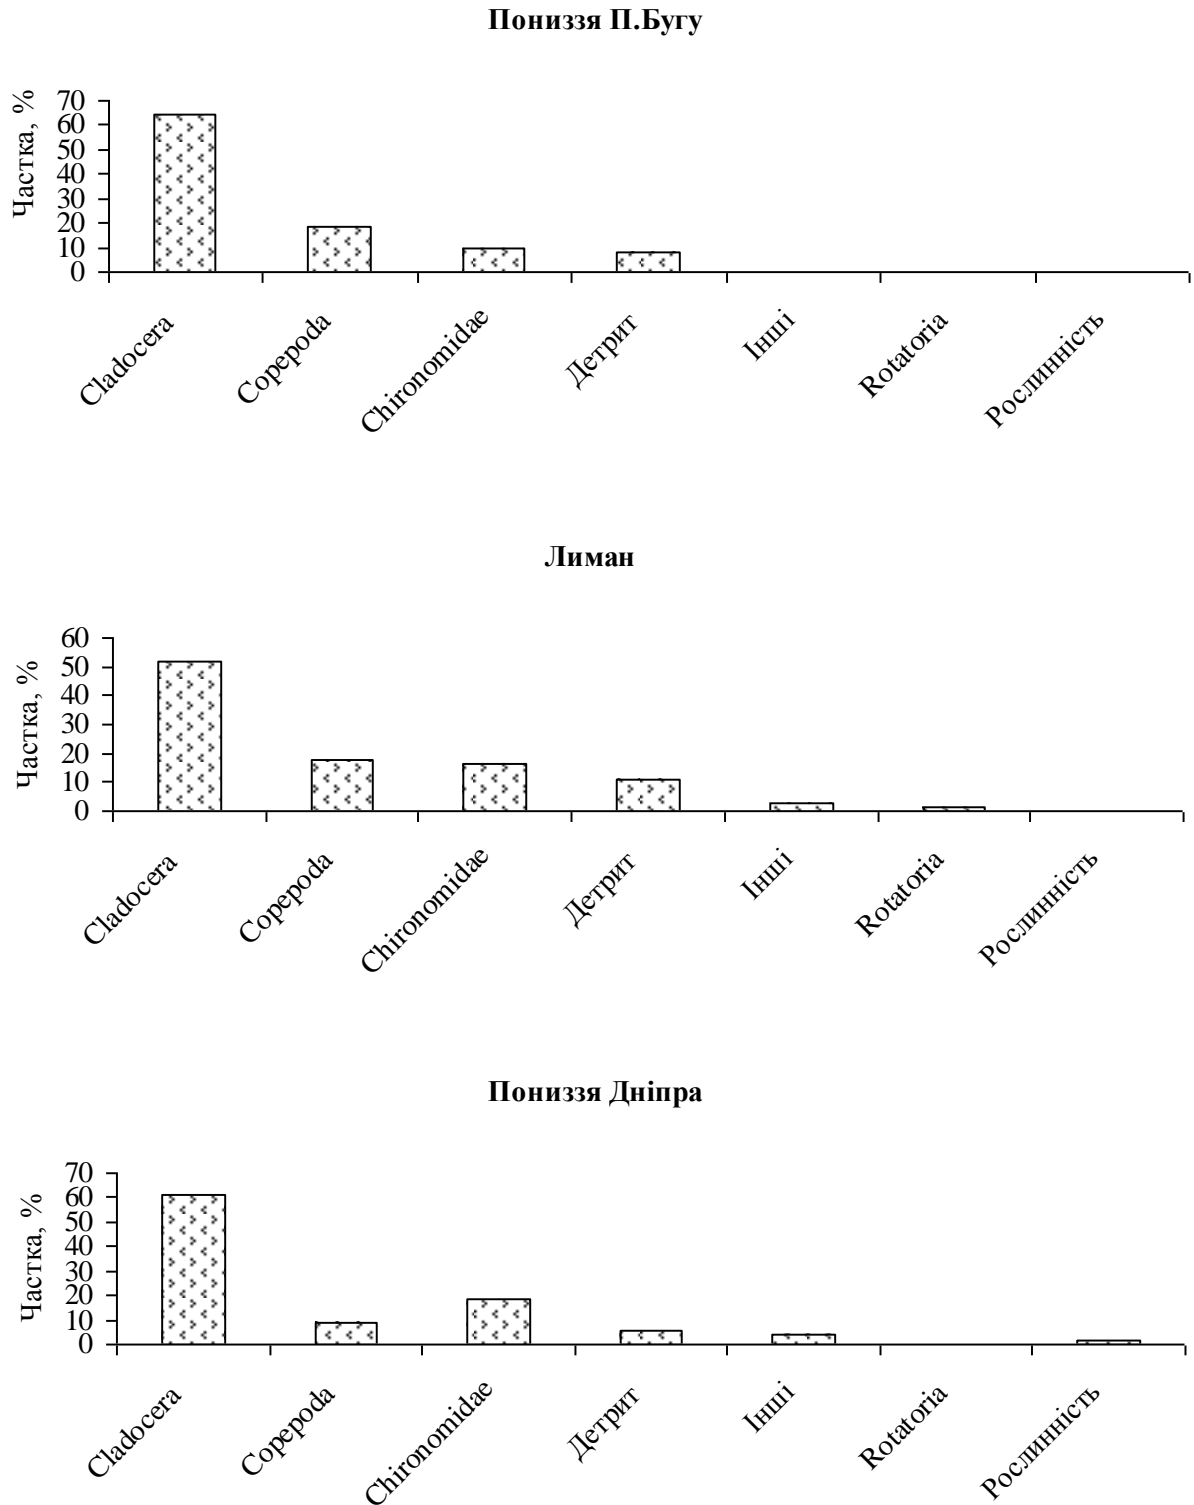 Пониззя П.Бугу
Частка, %
70
60
50
40
30
20
10
0
Cladocera
Copepoda
Chironomidae
Детрит
Інші
Rotatoria
Рослинність
Лиман
Частка, %
60
50
40
30
20
10
0
Cladocera
Copepoda
Chironomidae
Детрит
Інші
Rotatoria
Рослинність
Пониззя Дніпра
Частка, %
70
60
50
40
30
20
10
0
Cladocera
Copepoda
Chironomidae
Детрит
Інші
Rotatoria
Рослинність